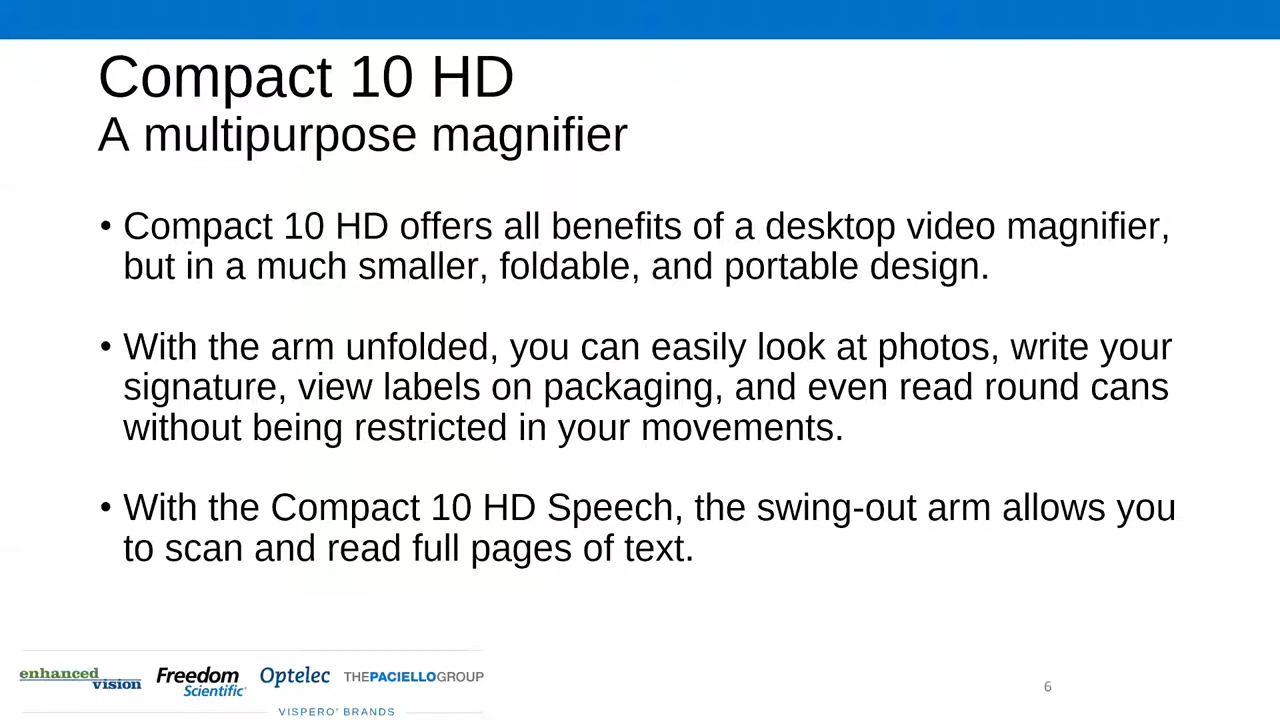 Compact 10 HD
A multipurpose magnifier
• Compact 10 HD offers all benefits of a desktop video magnifier,
but in a much smaller, foldable, and portable design.
• With the arm unfolded, you can easily look at photos, write your
signature, view labels on packaging, and even read round cans
without being restricted in your movements.
• With the Compact 10 HD Speech, the swing-out arm allows you
to scan and read full pages of text.
enhanced vision Freedom Scientific® Optelec THEPACIELLOGROUP
6
VISPERO® BRANDS